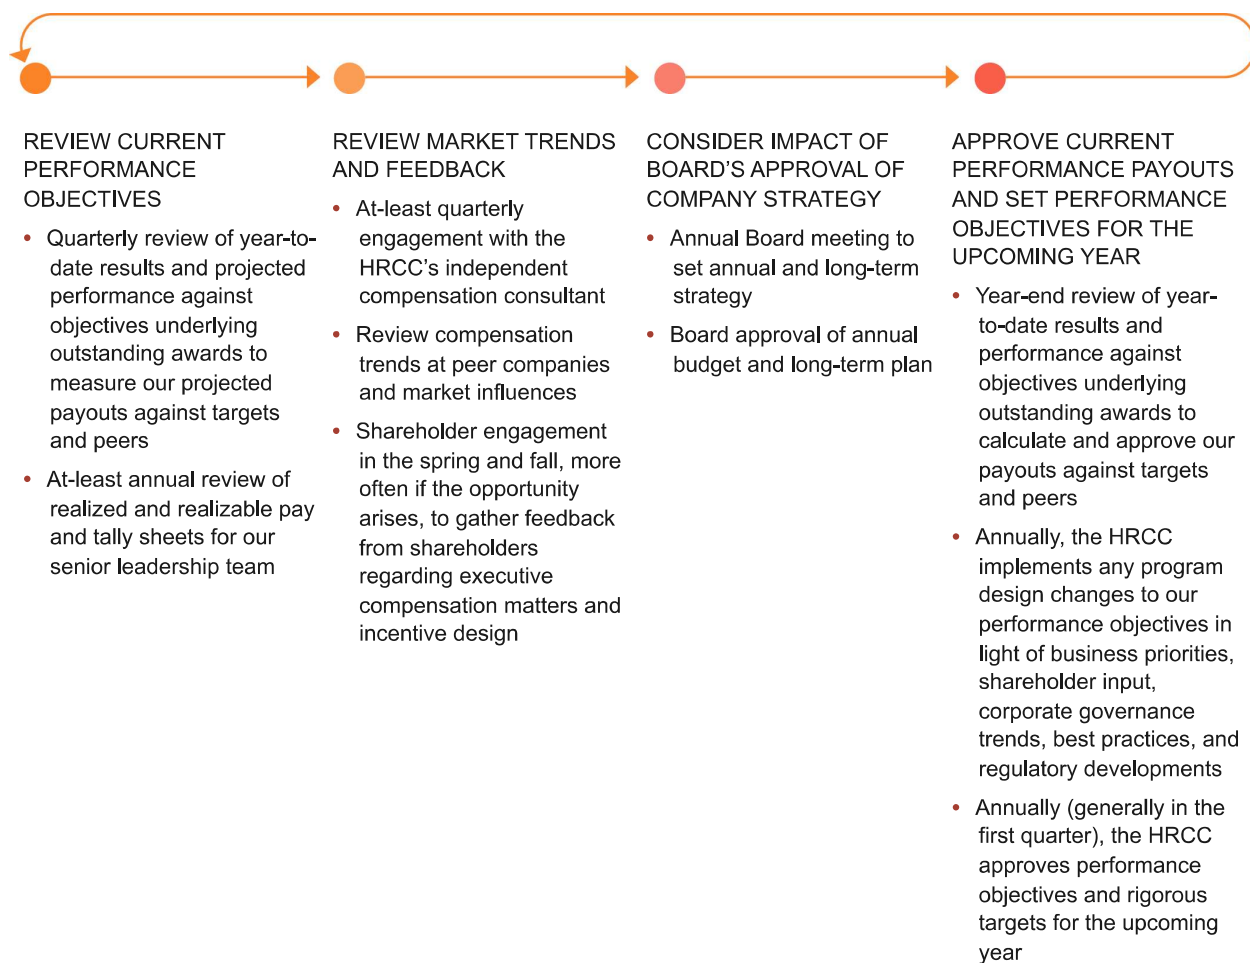 REVIEW CURRENT
PERFORMANCE
OBJECTIVES
• Quarterly review of year-to-
date results and projected
performance against
objectives underlying
outstanding awards to
measure our projected
payouts against targets
and peers
• At-least annual review of
realized and realizable pay
and tally sheets for our
senior leadership team
REVIEW MARKET TRENDS
AND FEEDBACK
• At-least quarterly
engagement with the
HRCC's independent
compensation consultant
• Review compensation
trends at peer companies
and market influences
• Shareholder engagement
in the spring and fall, more
often if the opportunity
arises, to gather feedback
from shareholders
regarding executive
compensation matters and
incentive design
CONSIDER IMPACT OF
BOARD'S APPROVAL OF
COMPANY STRATEGY
• Annual Board meeting to
set annual and long-term
strategy
• Board approval of annual
budget and long-term plan
APPROVE CURRENT
PERFORMANCE PAYOUTS
AND SET PERFORMANCE
OBJECTIVES FOR THE
UPCOMING YEAR
• Year-end review of year-
to-date results and
performance against
objectives underlying
outstanding awards to
calculate and approve our
payouts against targets
and peers
• Annually, the HRCC
implements any program
design changes to our
performance objectives in
light of business priorities,
shareholder input,
corporate governance
trends, best practices, and
regulatory developments
• Annually (generally in the
first quarter), the HRCC
approves performance
objectives and rigorous
targets for the upcoming
year